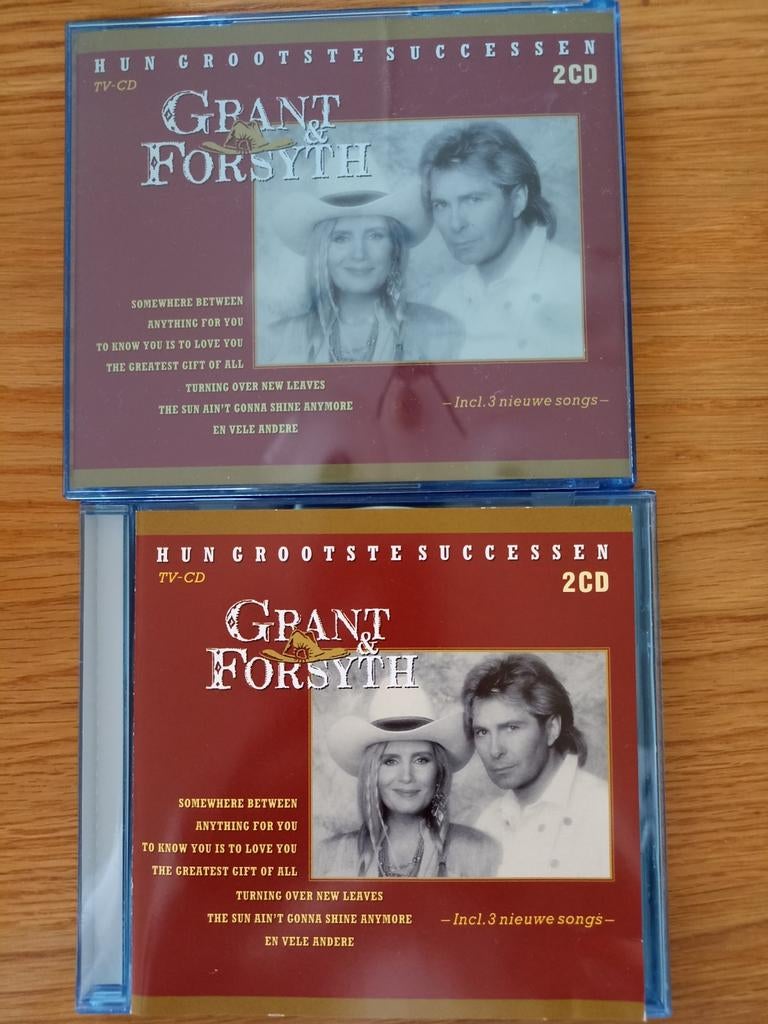 HUN GROOTSTE SUCCESSEN
TV-CD
2CD
GRANT
&
FORSYTH
SOMEWHERE BETWEEN
ANYTHING FOR YOU
TO KNOW YOU IS TO LOVE YOU
THE GREATEST GIFT OF ALL
TURNING OVER NEW LEAVES
THE SUN AIN'T GONNA SHINE ANYMORE
EN VELE ANDERE
–Incl. 3 nieuwe songs–
HUN GROOTSTE SUCCESSEN
TV-CD
2CD
GRANT
&
FORSYTH
SOMEWHERE BETWEEN
ANYTHING FOR YOU
TO KNOW YOU IS TO LOVE YOU
THE GREATEST GIFT OF ALL
TURNING OVER NEW LEAVES
THE SUN AIN'T GONNA SHINE ANYMORE
EN VELE ANDERE
–Incl. 3 nieuwe songs–